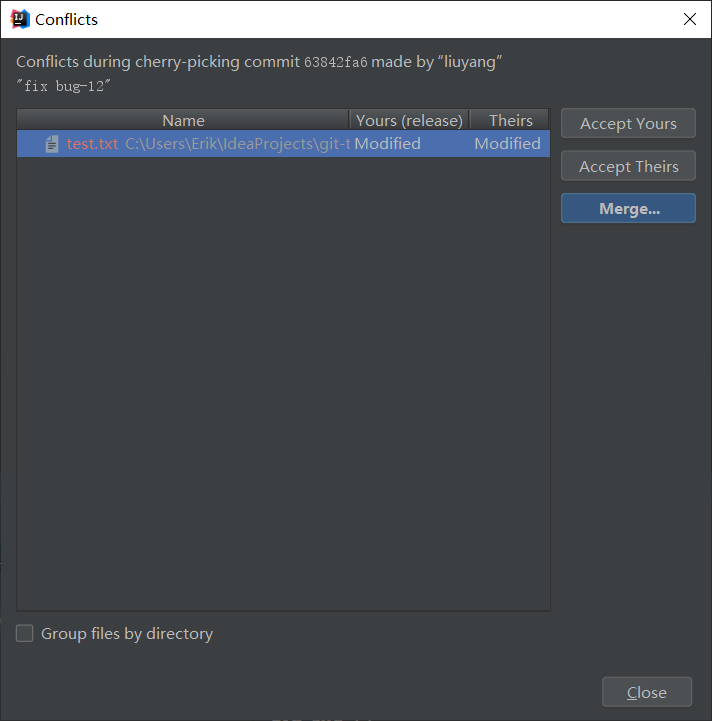 Conflicts
Conflicts during cherry-picking commit 63842fa6 made by “liuyang”
"fix bug-12"
Name Yours (release) Theirs
test.txt C:\Users\Erik\IdeaProjects\git-t Modified Modified
Accept Yours
Accept Theirs
Merge...
Group files by directory
Close